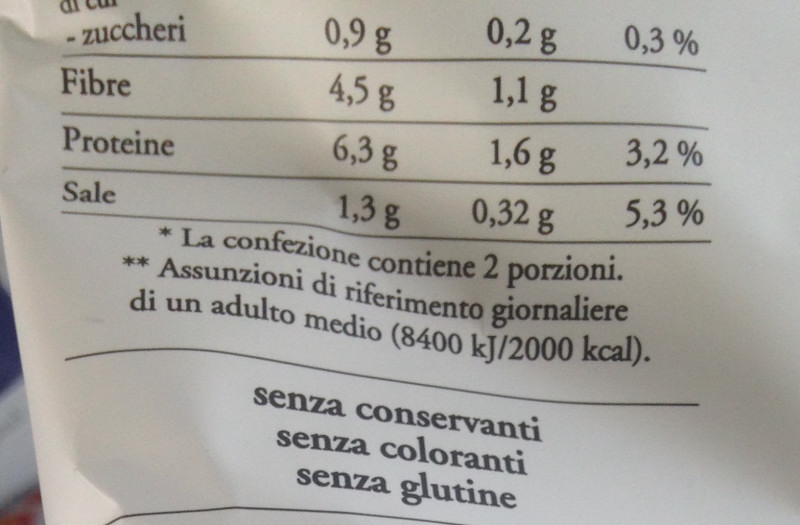 di cui
- zuccheri 0,9 g 0,2 g 0,3 %
Fibre 4,5 g 1,1 g
Proteine 6,3 g 1,6 g 3,2 %
Sale 1,3 g 0,32 g 5,3 %
* La confezione contiene 2 porzioni.
** Assunzioni di riferimento giornaliere
di un adulto medio (8400 kJ/2000 kcal).
senza conservanti
senza coloranti
senza glutine